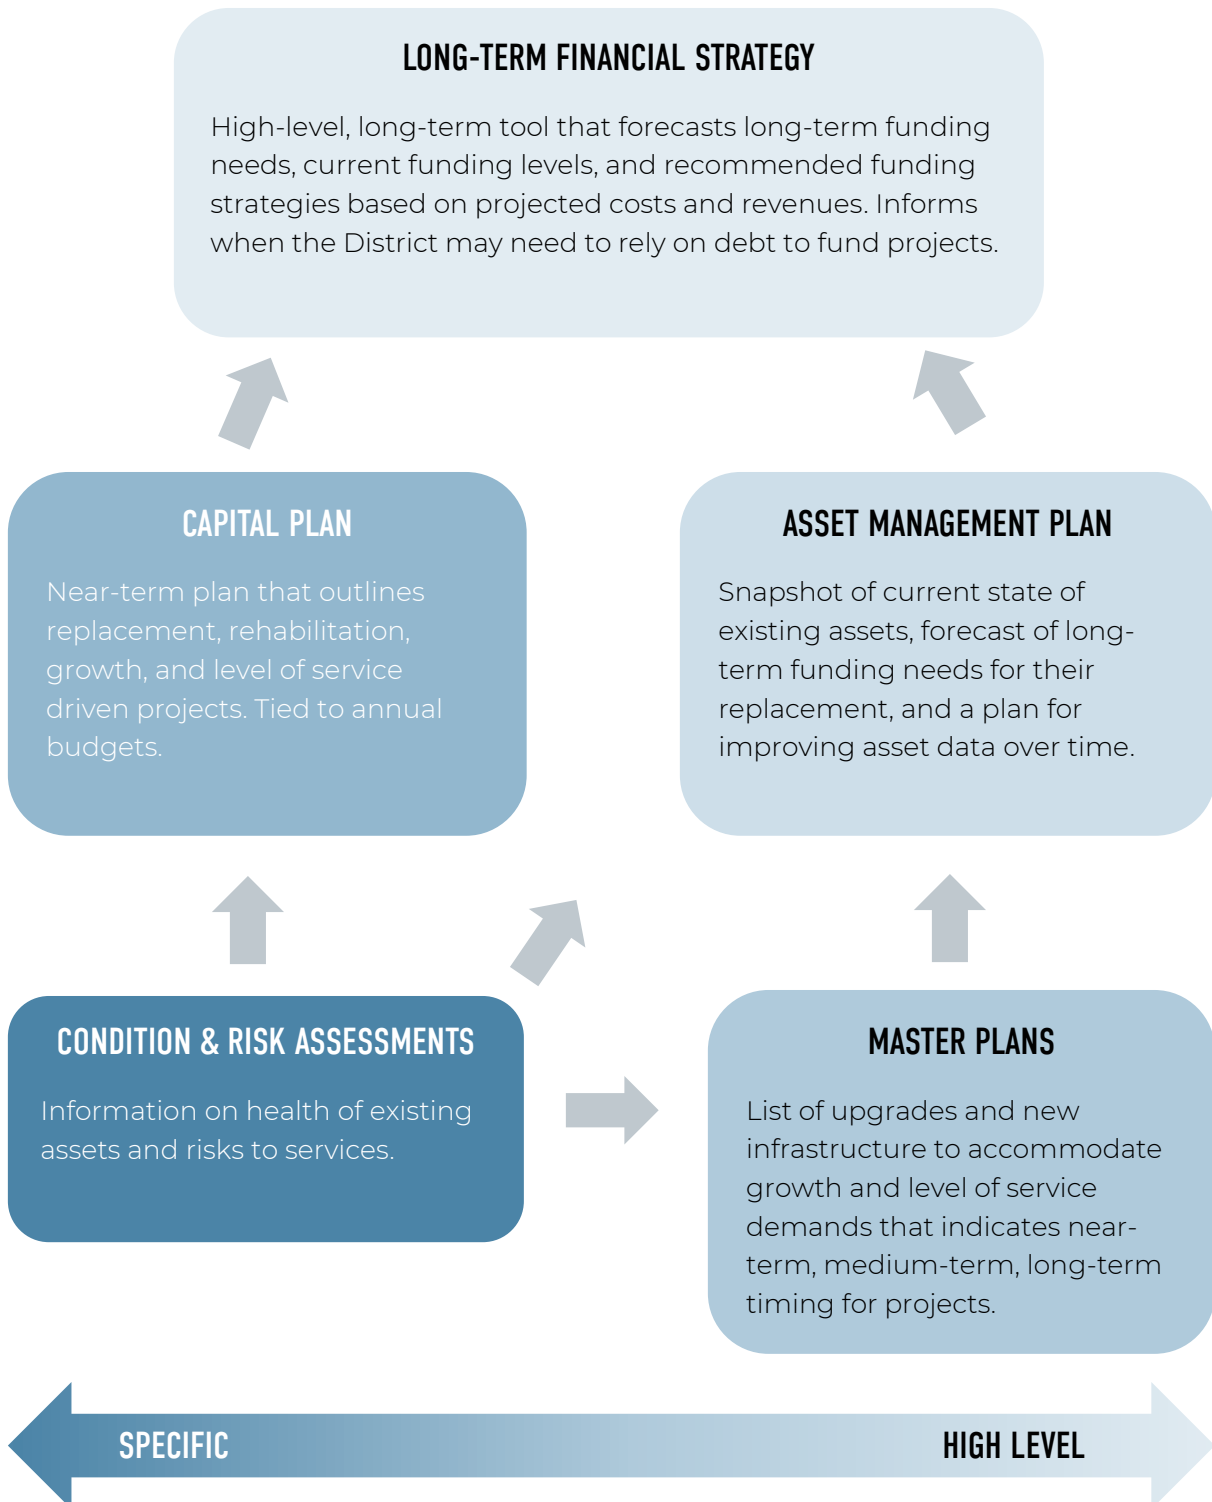 LONG-TERM FINANCIAL STRATEGY
High-level, long-term tool that forecasts long-term funding
needs, current funding levels, and recommended funding
strategies based on projected costs and revenues. Informs
when the District may need to rely on debt to fund projects.
CAPITAL PLAN
Near-term plan that outlines
replacement, rehabilitation,
growth, and level of service
driven projects. Tied to annual
budgets.
ASSET MANAGEMENT PLAN
Snapshot of current state of
existing assets, forecast of long-
term funding needs for their
replacement, and a plan for
improving asset data over time.
CONDITION & RISK ASSESSMENTS
Information on health of existing
assets and risks to services.
MASTER PLANS
List of upgrades and new
infrastructure to accommodate
growth and level of service
demands that indicates near-
term, medium-term, long-term
timing for projects.
SPECIFIC
HIGH LEVEL